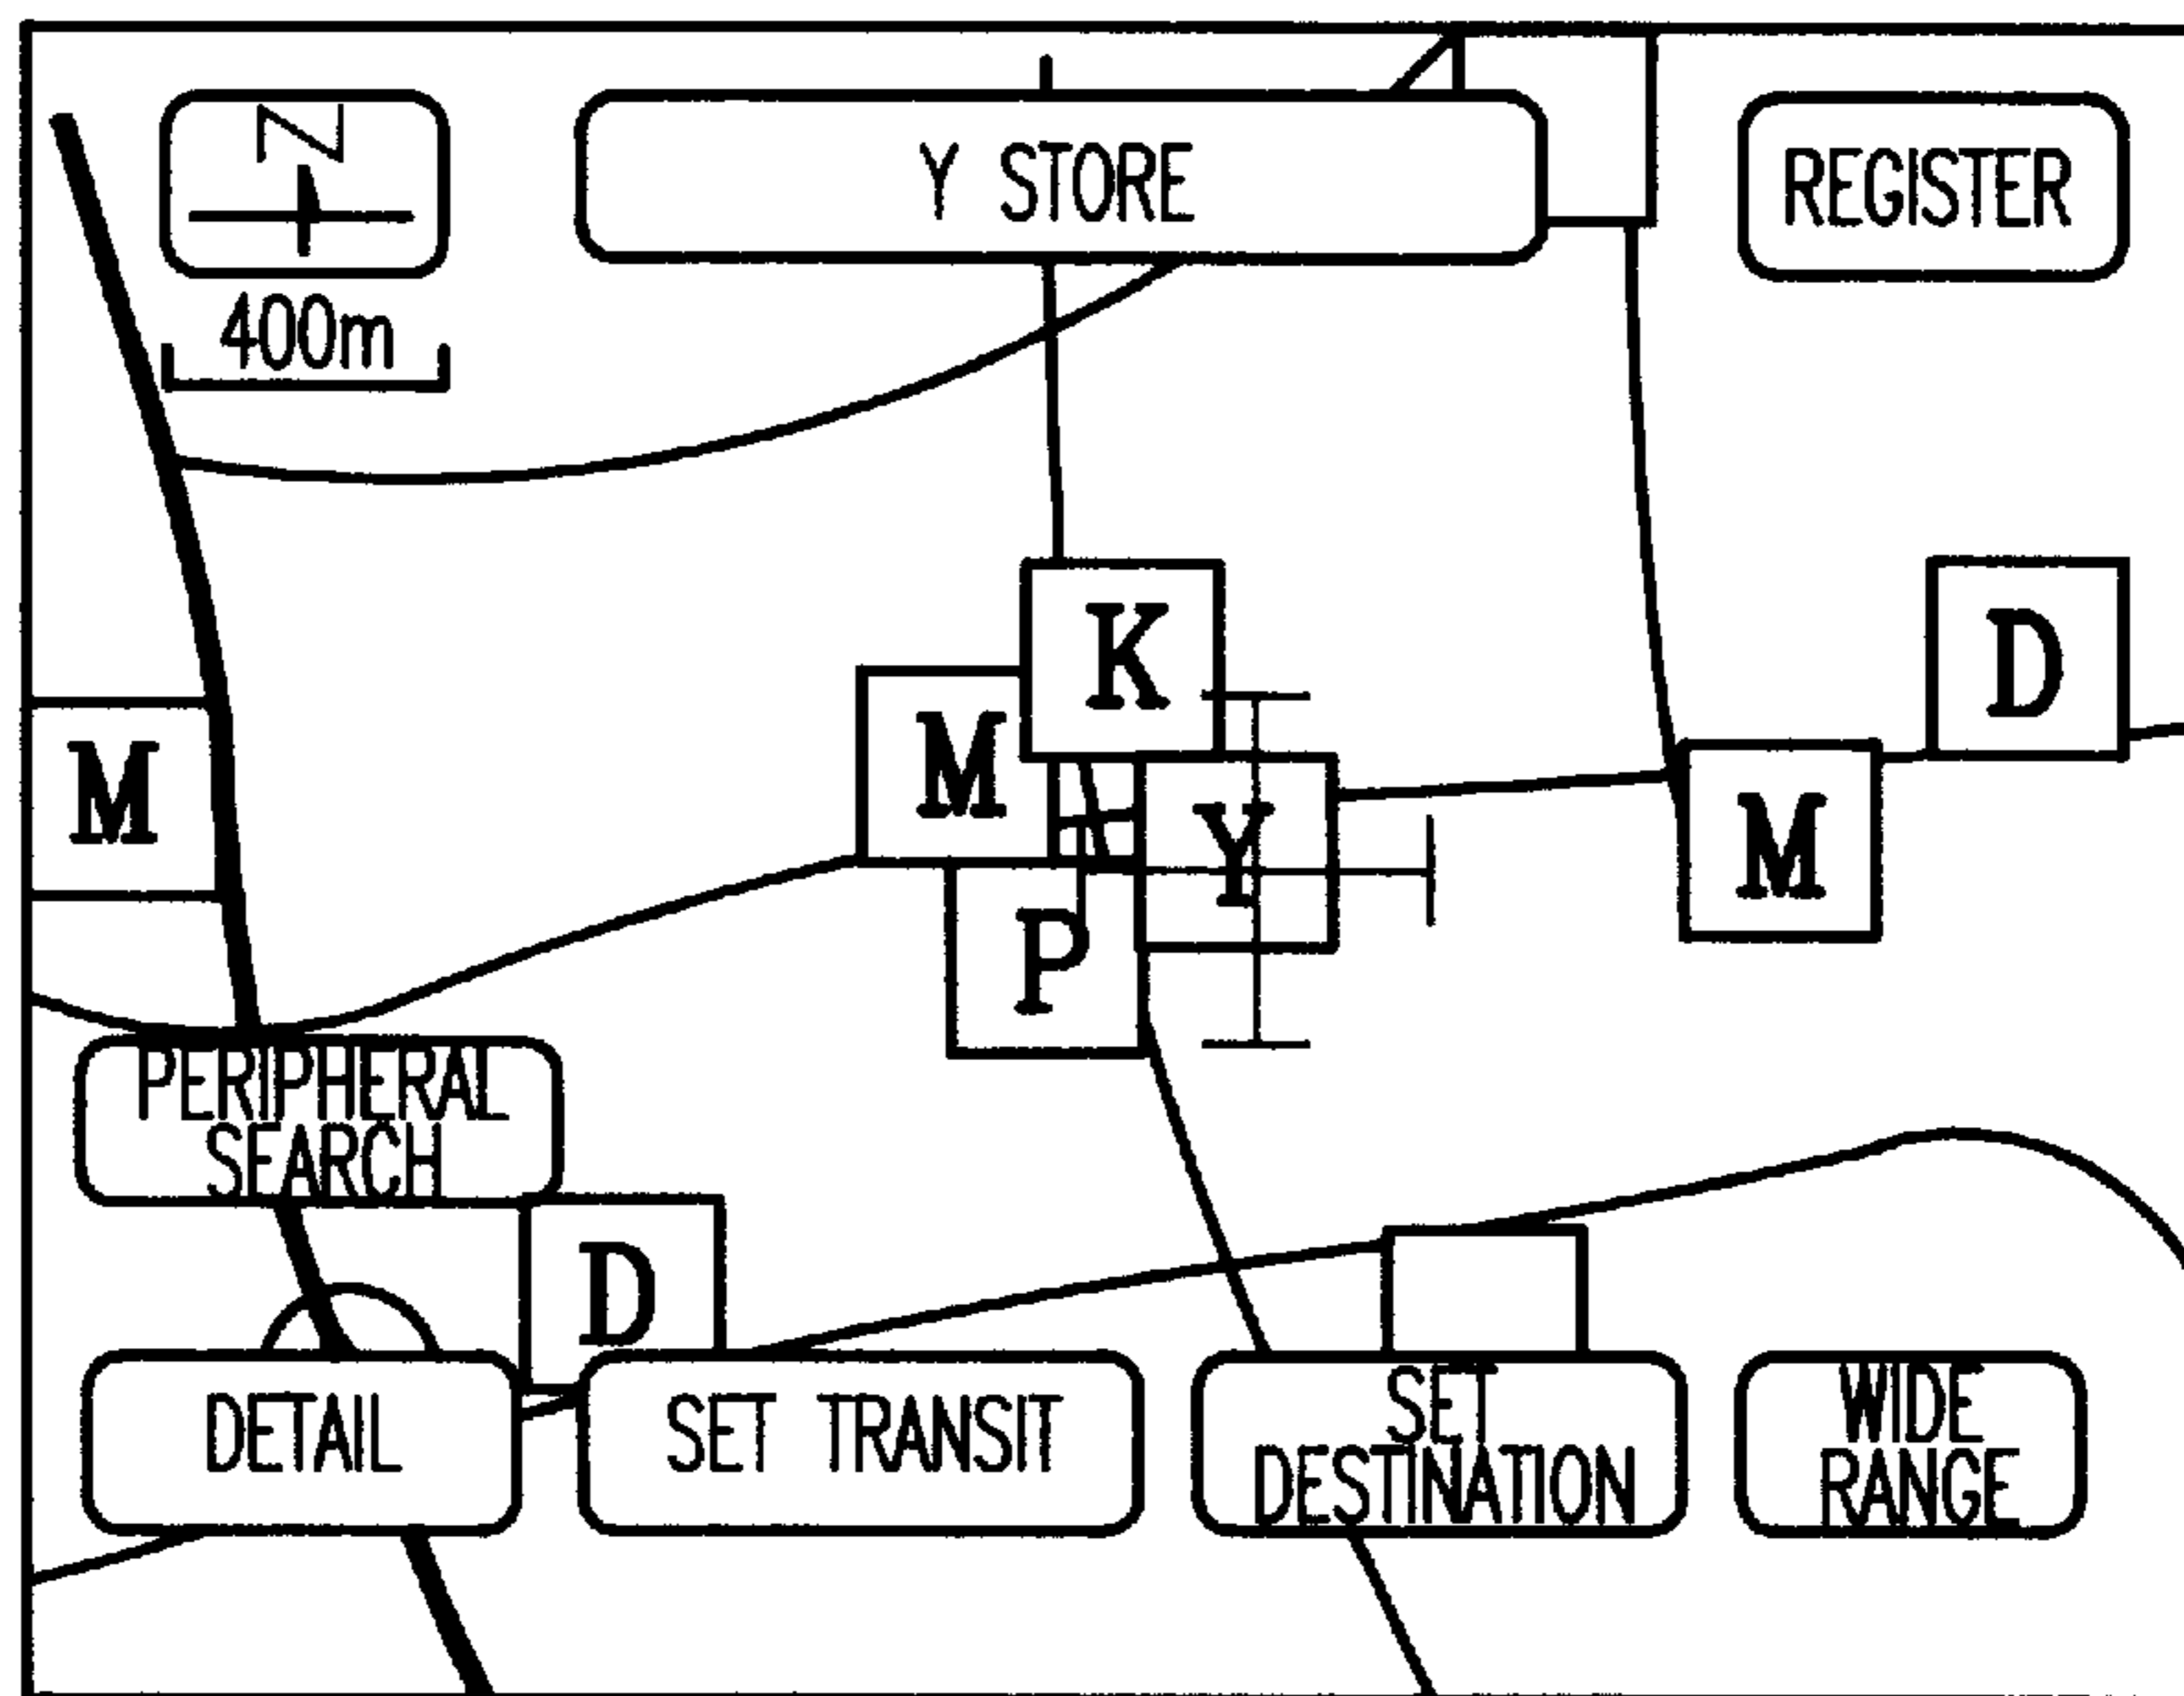 N
Y STORE
REGISTER
400m
K
D
M
M
Y
M
P
PERIPHERAL
SEARCH
D
DETAIL
SET TRANSIT
SET
DESTINATION
WIDE
RANGE